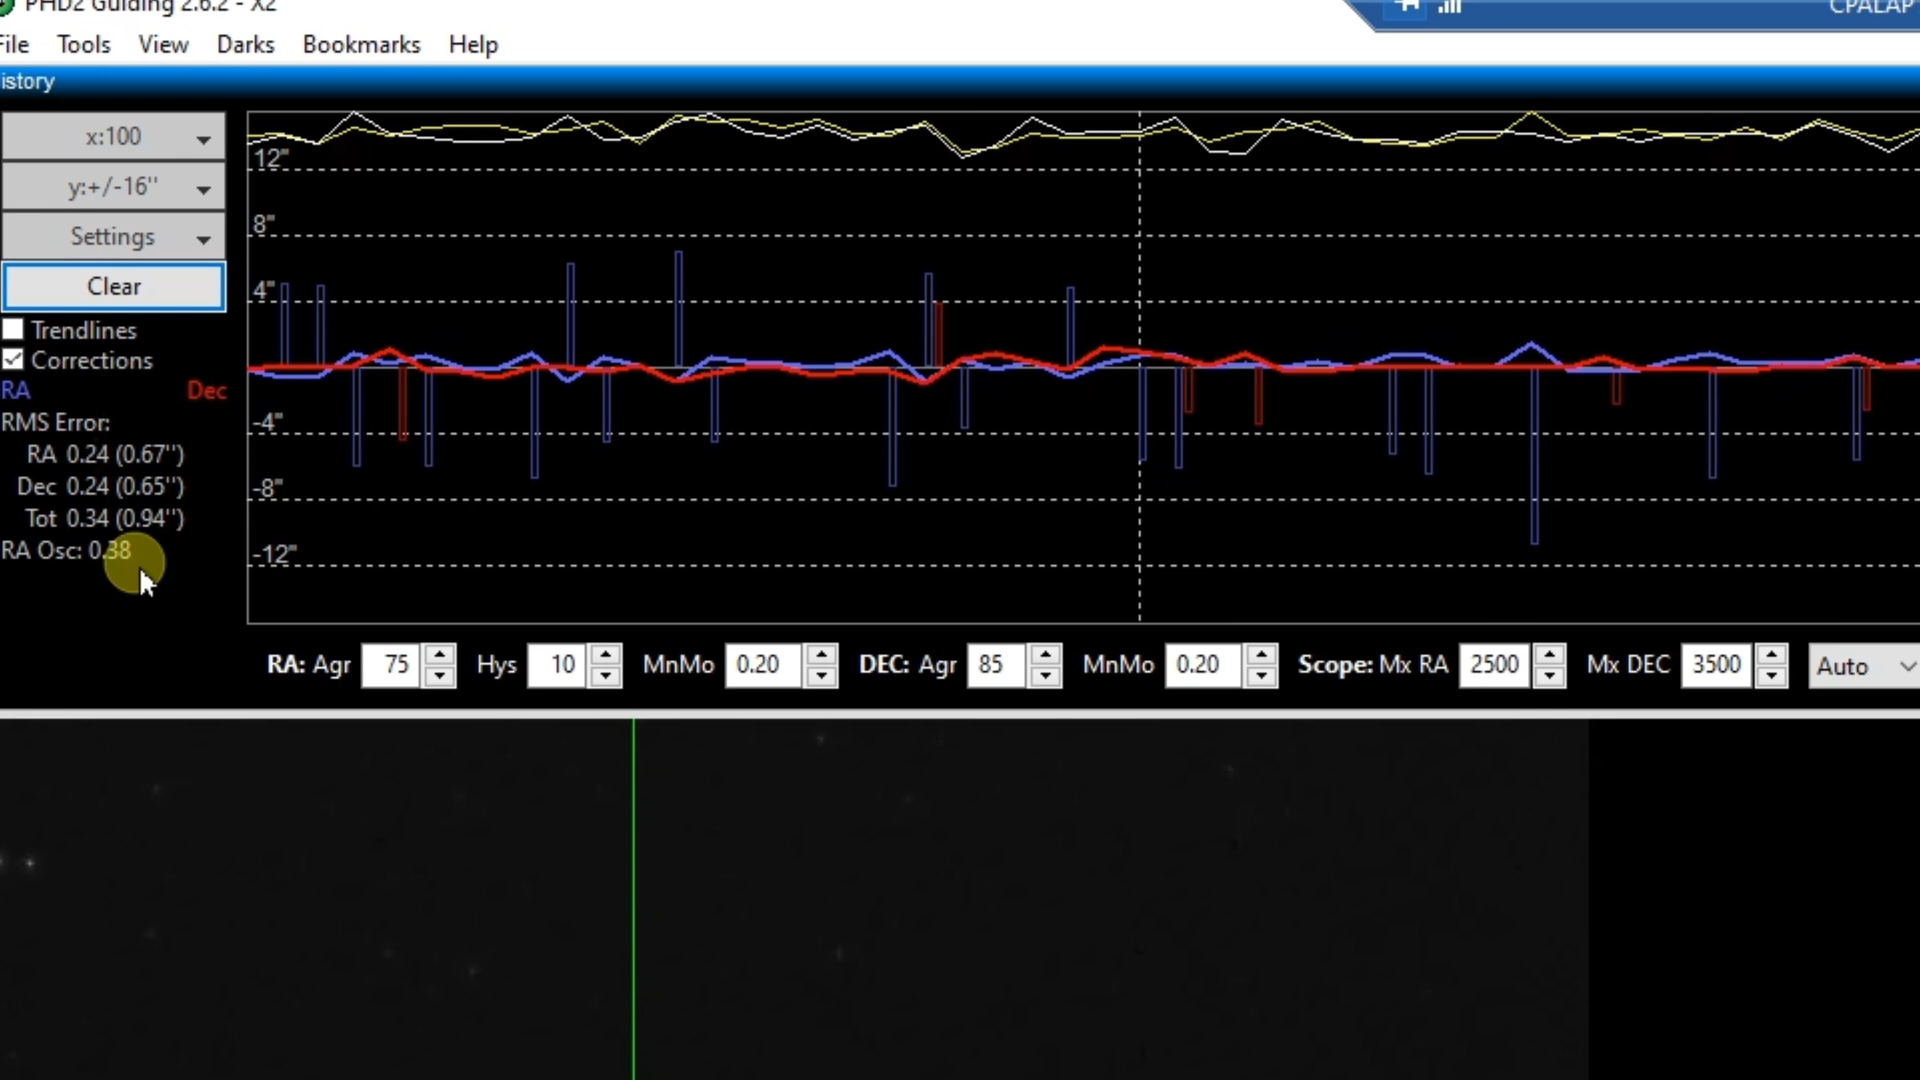 PHD2 Guiding 2.6.2 - X2
CPALAP
File Tools View Darks Bookmarks Help
istory
x:100
y:+/-16''
Settings
Clear
Trendlines
Corrections
RA Dec
RMS Error:
RA 0.24 (0.67'')
Dec 0.24 (0.65'')
Tot 0.34 (0.94'')
RA Osc: 0.38
12"
8"
4"
-4"
-8"
-12"
RA: Agr 75 Hys 10 MnMo 0.20 DEC: Agr 85 MnMo 0.20 Scope: Mx RA 2500 Mx DEC 3500 Auto